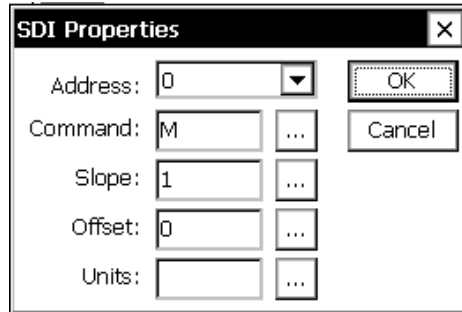 SDI Properties
Address: 0
OK
Command: M ...
Cancel
Slope: 1 ...
Offset: 0 ...
Units: ...